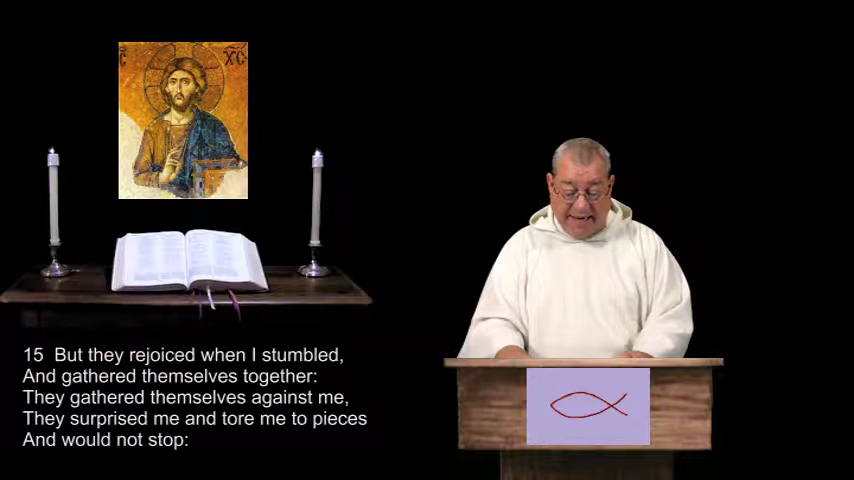 XC
15 But they rejoiced when I stumbled,
And gathered themselves together:
They gathered themselves against me,
They surprised me and tore me to pieces
And would not stop: